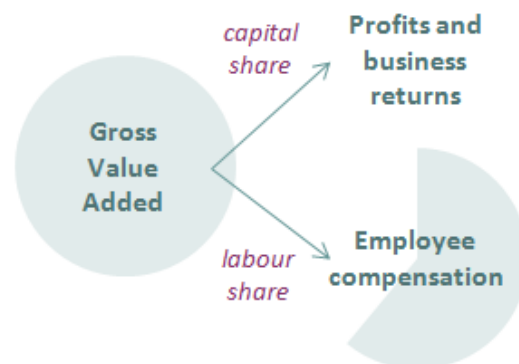 capital
share
Profits and
business
returns
Gross
Value
Added
labour
share
Employee
compensation